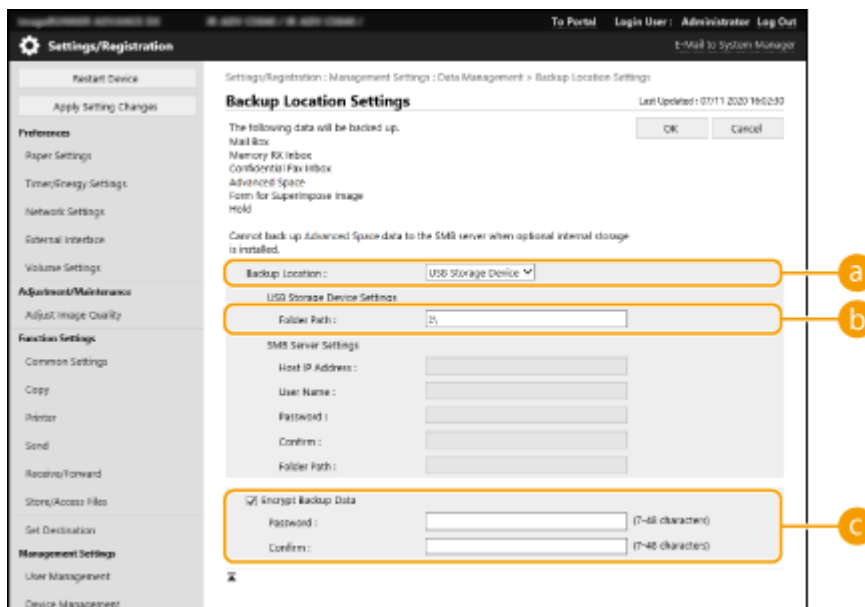 To Portal Login User : Administrator Log Out
Settings/Registration
E-Mail to System Manager
Restart Device
Apply Setting Changes
Preferences
Paper Settings
Timer/Energy Settings
Network Settings
External Interface
Volume Settings
Adjustment/Maintenance
Adjust Image Quality
Function Settings
Common Settings
Copy
Printer
Send
Receive/Forward
Store/Access Files
Set Destination
Management Settings
User Management
Device Management
Settings/Registration : Management Settings : Data Management > Backup Location Settings
Backup Location Settings
Last Updated : 07/11 2020
OK Cancel
The following data will be backed up.
Mail Box
Memory RX Inbox
Confidential Fax Inbox
Advanced Space
Form for Superimpose Image
Hold
Cannot back up Advanced Space data to the SMB server when optional internal storage
is installed.
Backup Location : USB Storage Device
a
USB Storage Device Settings
Folder Path :
b
SMB Server Settings
Host IP Address :
User Name :
Password :
Confirm :
Folder Path :
Encrypt Backup Data
Password : (7-48 characters)
Confirm : (7-48 characters)
c